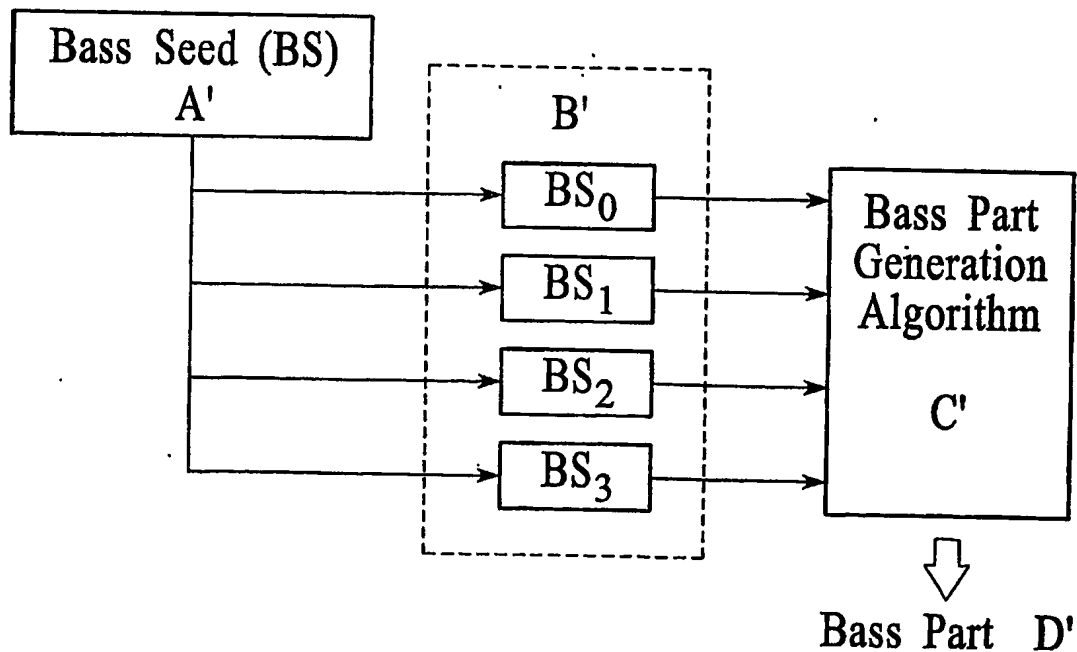 Bass Seed (BS)
A'
B'
BS0
BS1
BS2
BS3
Bass Part
Generation
Algorithm
C'
Bass Part D'